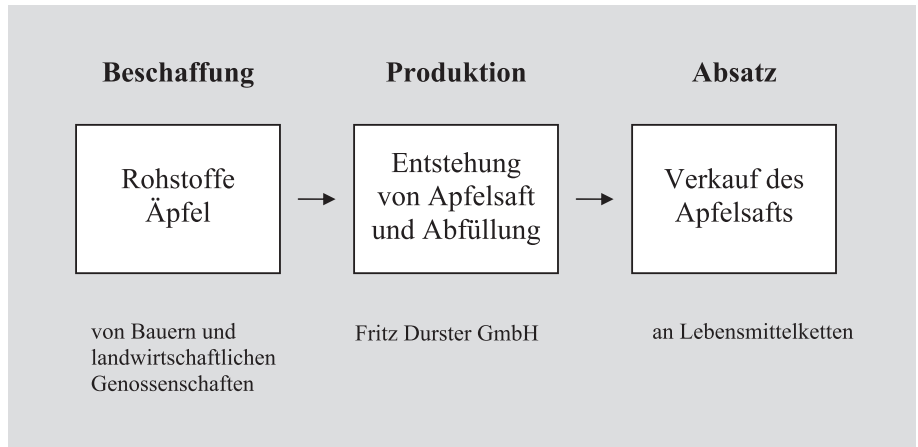 Beschaffung
Produktion
Absatz
Rohstoffe
Äpfel
Entstehung
von Apfelsaft
und Abfüllung
Verkauf des
Apfelsafts
von Bauern und
landwirtschaftlichen
Genossenschaften
Fritz Durster GmbH
an Lebensmittelketten